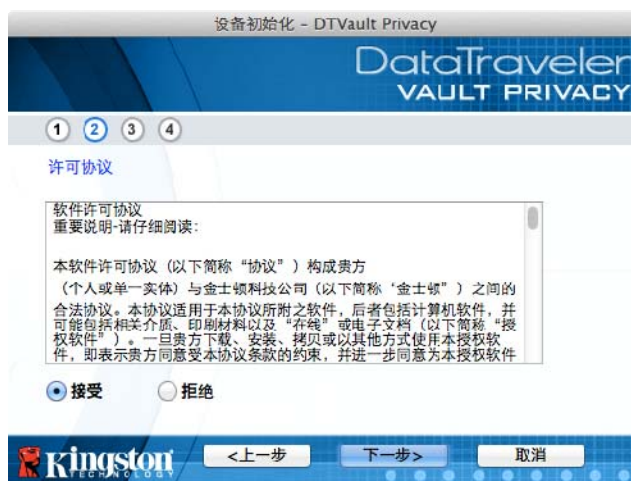 设备初始化 - DTVault Privacy
DataTraveler
VAULT PRIVACY
1 2 3 4
许可协议
软件许可协议
重要说明-请仔细阅读：
本软件许可协议（以下简称“协议”）构成贵方
（个人或单一实体）与金士顿科技公司（以下简称‘金士顿”）之间的
合法协议。本协议适用于本协议所附之软件，后者包括计算机软件，并
可能包括相关介质、印刷材料以及“在线”或电子文档（以下简称“授
权软件”）。一旦贵方下载、安装、拷贝或以其他方式使用本授权软
件，即表示贵方同意受本协议条款的约束，并进一步同意为本授权软件
接受 拒绝
Kingston
TECHNOLOGY
<上一步 下一步> 取消